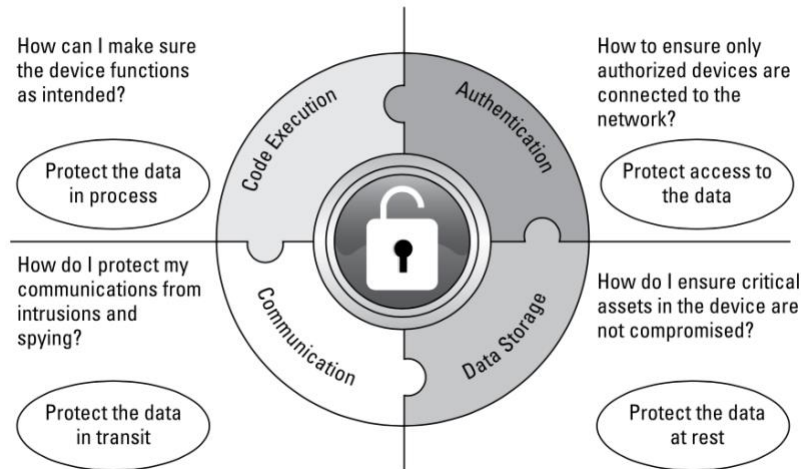 How can I make sure
the device functions
as intended?
Protect the data
in process
Code Execution
Authentication
How to ensure only
authorized devices are
connected to the
network?
Protect access to
the data
How do I protect my
communications from
intrusions and
spying?
Protect the data
in transit
Communication
Data Storage
How do I ensure critical
assets in the device are
not compromised?
Protect the data
at rest